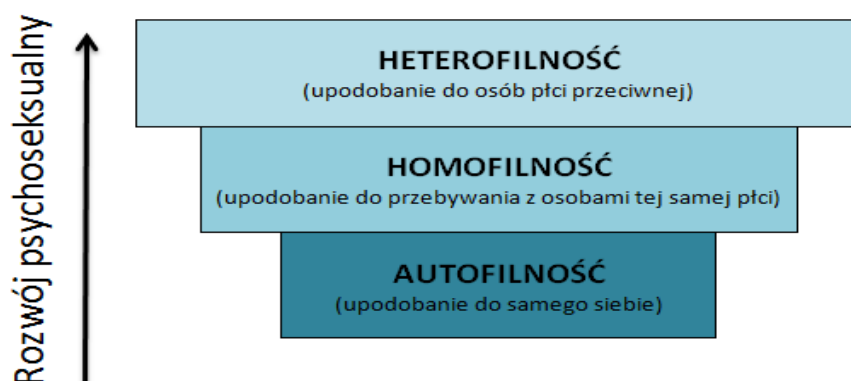 Rozwój psychoseksualny
HETEROFILNOŚĆ
(upodobanie do osób płci przeciwnej)
HOMOFILNOŚĆ
(upodobanie do przebywania z osobami tej samej płci)
AUTOFILNOŚĆ
(upodobanie do samego siebie)